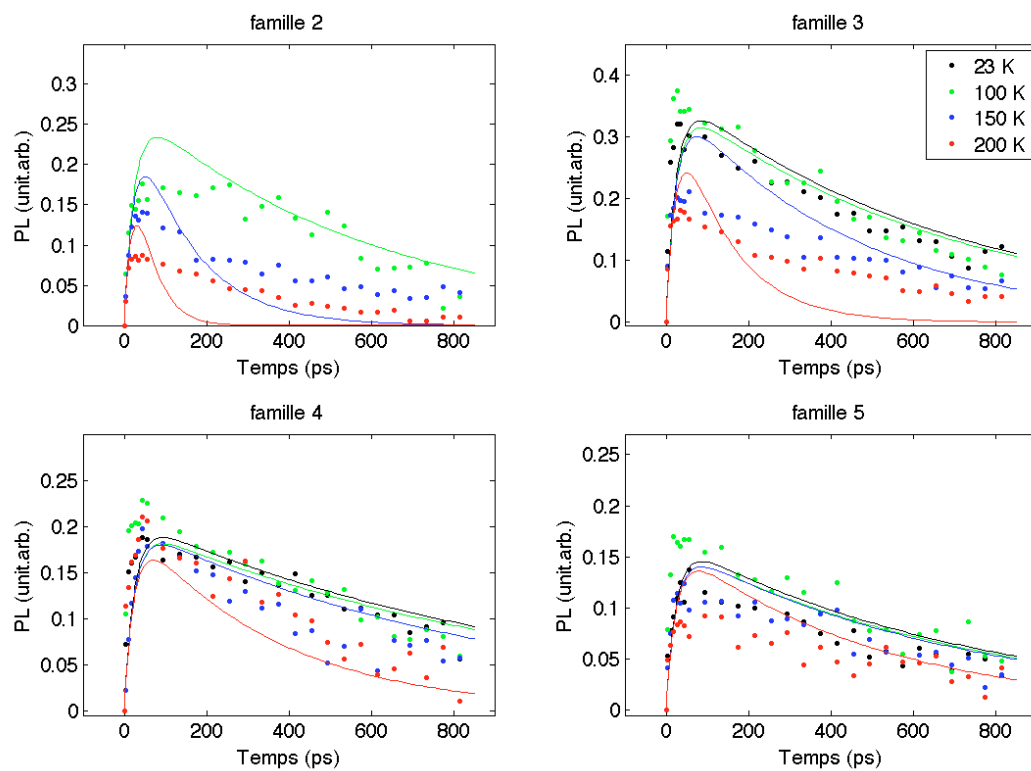 famille 2
PL (unit.arb.)
0.3
0.25
0.2
0.15
0.1
0.05
0
0 200 400 600 800
Temps (ps)
famille 3
PL (unit.arb.)
0.4
0.3
0.2
0.1
0
0 200 400 600 800
Temps (ps)
23 K
100 K
150 K
200 K
famille 4
PL (unit.arb.)
0.25
0.2
0.15
0.1
0.05
0
0 200 400 600 800
Temps (ps)
famille 5
PL (unit.arb.)
0.25
0.2
0.15
0.1
0.05
0
0 200 400 600 800
Temps (ps)